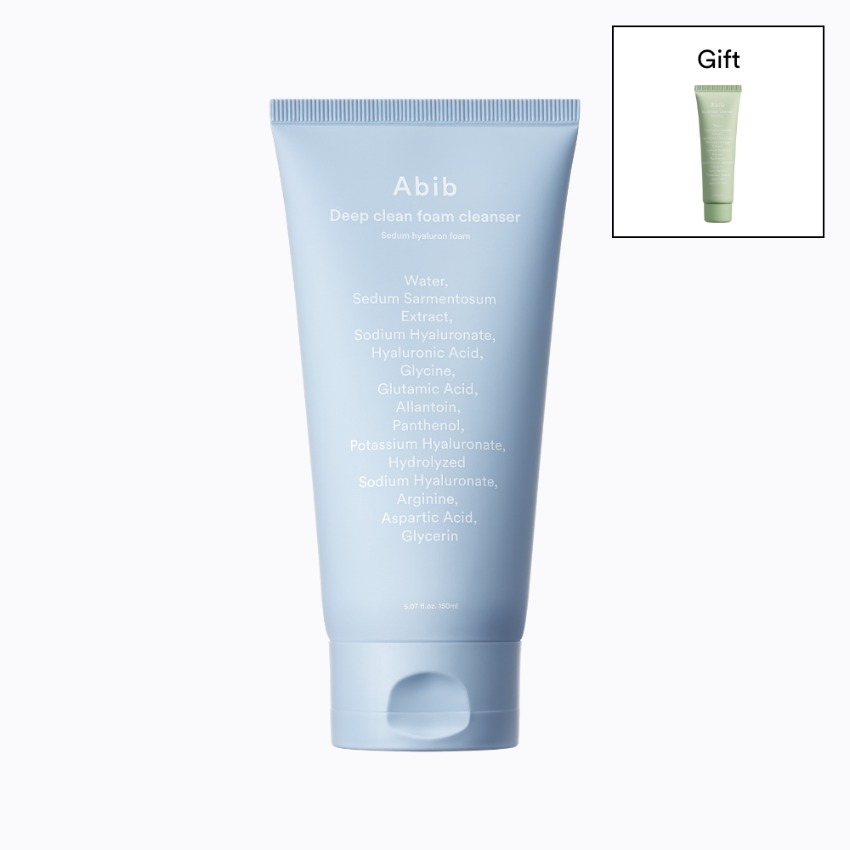 Gift
Abib
Deep clean foam cleanser
Sedum hyaluron foam
Water,
Sedum Sarmentosum
Extract,
Sodium Hyaluronate,
Hyaluronic Acid,
Glycine,
Glutamic Acid,
Allantoin,
Panthenol,
Potassium Hyaluronate,
Hydrolyzed
Sodium Hyaluronate,
Arginine,
Aspartic Acid,
Glycerin
5.07 fl.oz. 150ml
Abib